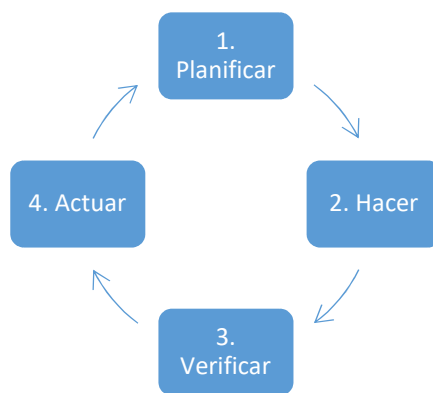 1.
Planificar
2. Hacer
3.
Verificar
4. Actuar